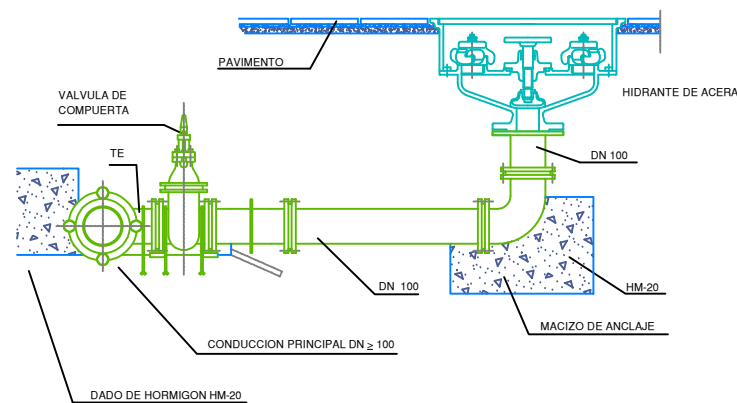 PAVIMENTO
HIDRANTE DE ACERA
VALVULA DE
COMPUERTA
TE
DN 100
DN 100
HM-20
MACIZO DE ANCLAJE
CONDUCCION PRINCIPAL DN ≥ 100
DADO DE HORMIGON HM-20